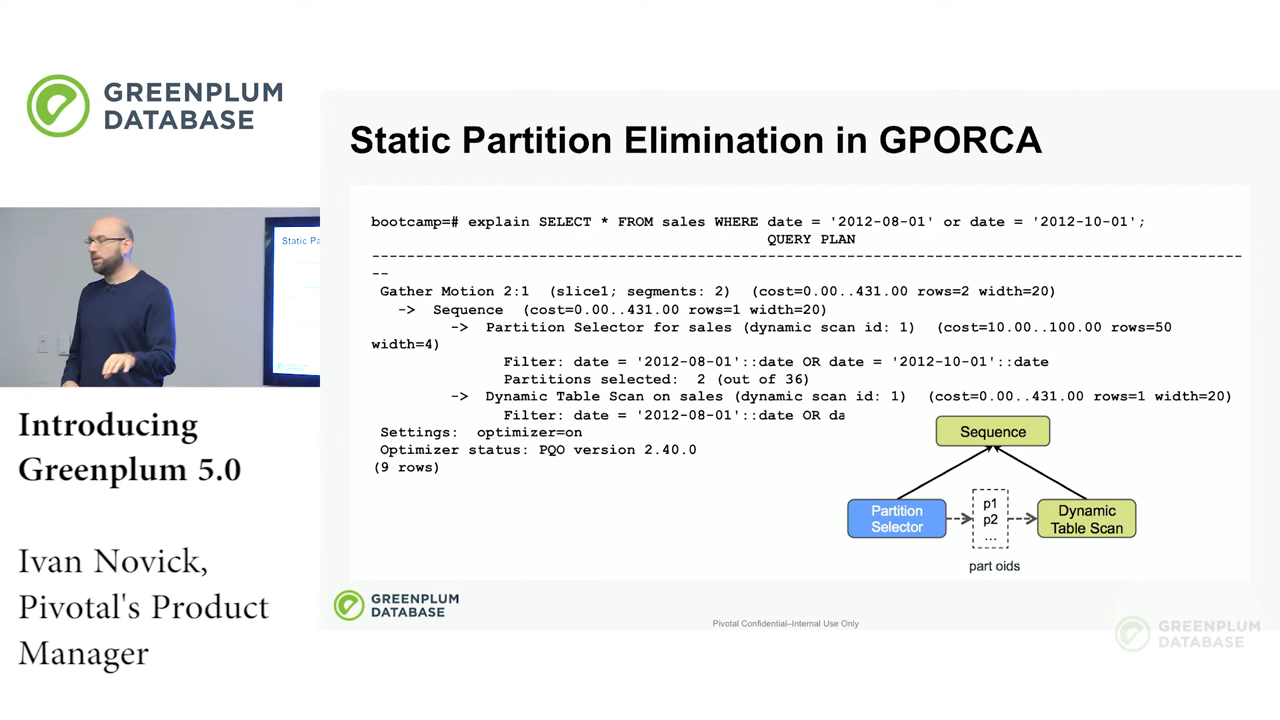 GREENPLUM
DATABASE
Static Partition Elimination in GPORCA
bootcamp=# explain SELECT * FROM sales WHERE date = '2012-08-01' or date = '2012-10-01';
QUERY PLAN
--------------------------------------------------------------------------------------------------
--
Gather Motion 2:1 (slice1; segments: 2) (cost=0.00..431.00 rows=2 width=20)
-> Sequence (cost=0.00..431.00 rows=1 width=20)
-> Partition Selector for sales (dynamic scan id: 1) (cost=10.00..100.00 rows=50
width=4)
Filter: date = '2012-08-01'::date OR date = '2012-10-01'::date
Partitions selected: 2 (out of 36)
-> Dynamic Table Scan on sales (dynamic scan id: 1) (cost=0.00..431.00 rows=1 width=20)
Filter: date = '2012-08-01'::date OR da
Settings: optimizer=on
Optimizer status: PQO version 2.40.0
(9 rows)
Sequence
Partition
Selector
p1
p2
...
Dynamic
Table Scan
part oids
GREENPLUM
DATABASE
Pivotal Confidential–Internal Use Only
GREENPLUM
DATABASE
Static Pa
Introducing
Greenplum 5.0
Ivan Novick,
Pivotal's Product
Manager